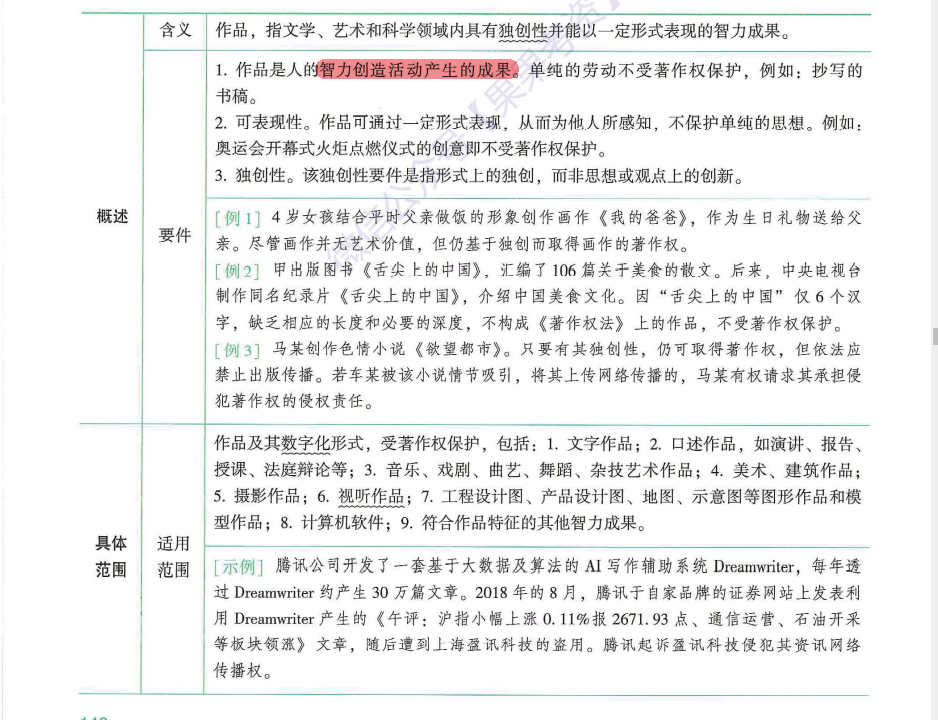 含义
作品，指文学、艺术和科学领域内具有独创性并能以一定形式表现的智力成果。
概述
要件
1. 作品是人的智力创造活动产生的成果。单纯的劳动不受著作权保护，例如：抄写的
书稿。
2. 可表现性。作品可通过一定形式表现，从而为他人所感知，不保护单纯的思想。例如：
奥运会开幕式火炬点燃仪式的创意即不受著作权保护。
3. 独创性。该独创性要件是指形式上的独创，而非思想或观点上的创新。
［例1］4岁女孩结合平时父亲做饭的形象创作画作《我的爸爸》，作为生日礼物送给父
亲。尽管画作并无艺术价值，但仍基于独创而取得画作的著作权。
［例2］甲出版图书《舌尖上的中国》，汇编了106篇关于美食的散文。后来，中央电视台
制作同名纪录片《舌尖上的中国》，介绍中国美食文化。因“舌尖上的中国”仅6个汉
字，缺乏相应的长度和必要的深度，不构成《著作权法》上的作品，不受著作权保护。
［例3］马某创作色情小说《欲望都市》。只要有其独创性，仍可取得著作权，但依法应
禁止出版传播。若车某被该小说情节吸引，将其上传网络传播的，马某有权请求其承担侵
犯著作权的侵权责任。
具体
范围
适用
范围
作品及其数字化形式，受著作权保护，包括：1. 文字作品；2. 口述作品，如演讲、报告、
授课、法庭辩论等；3. 音乐、戏剧、曲艺、舞蹈、杂技艺术作品；4. 美术、建筑作品；
5. 摄影作品；6. 视听作品；7. 工程设计图、产品设计图、地图、示意图等图形作品和模
型作品；8. 计算机软件；9. 符合作品特征的其他智力成果。
［示例］腾讯公司开发了一套基于大数据及算法的AI写作辅助系统Dreamwriter，每年透
过Dreamwriter约产生30万篇文章。2018年的8月，腾讯于自家品牌的证券网站上发表利
用Dreamwriter产生的《午评：沪指小幅上涨0.11%报2671.93点、通信运营、石油开采
等板块领涨》文章，随后遭到上海盈讯科技的盗用。腾讯起诉盈讯科技侵犯其资讯网络
传播权。
微信公众号【果果考资】